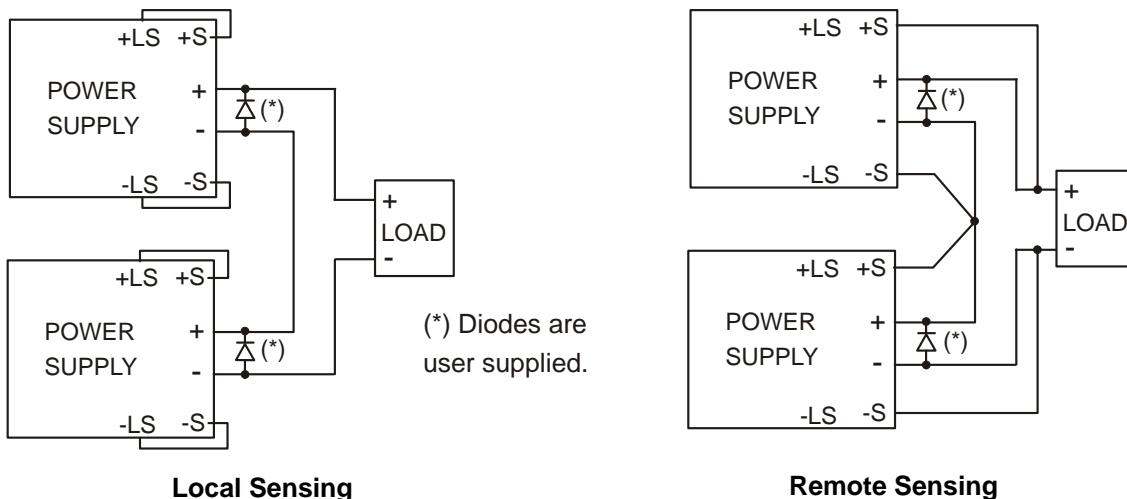 +LS +S
POWER
SUPPLY
+
-
(*)
-LS -S
+LS +S
POWER
SUPPLY
+
-
(*)
-LS -S
+
LOAD
-
(*) Diodes are
user supplied.
Local Sensing
+LS +S
POWER
SUPPLY
+
-
(*)
-LS -S
+LS +S
POWER
SUPPLY
+
-
(*)
-LS -S
+
LOAD
-
Remote Sensing